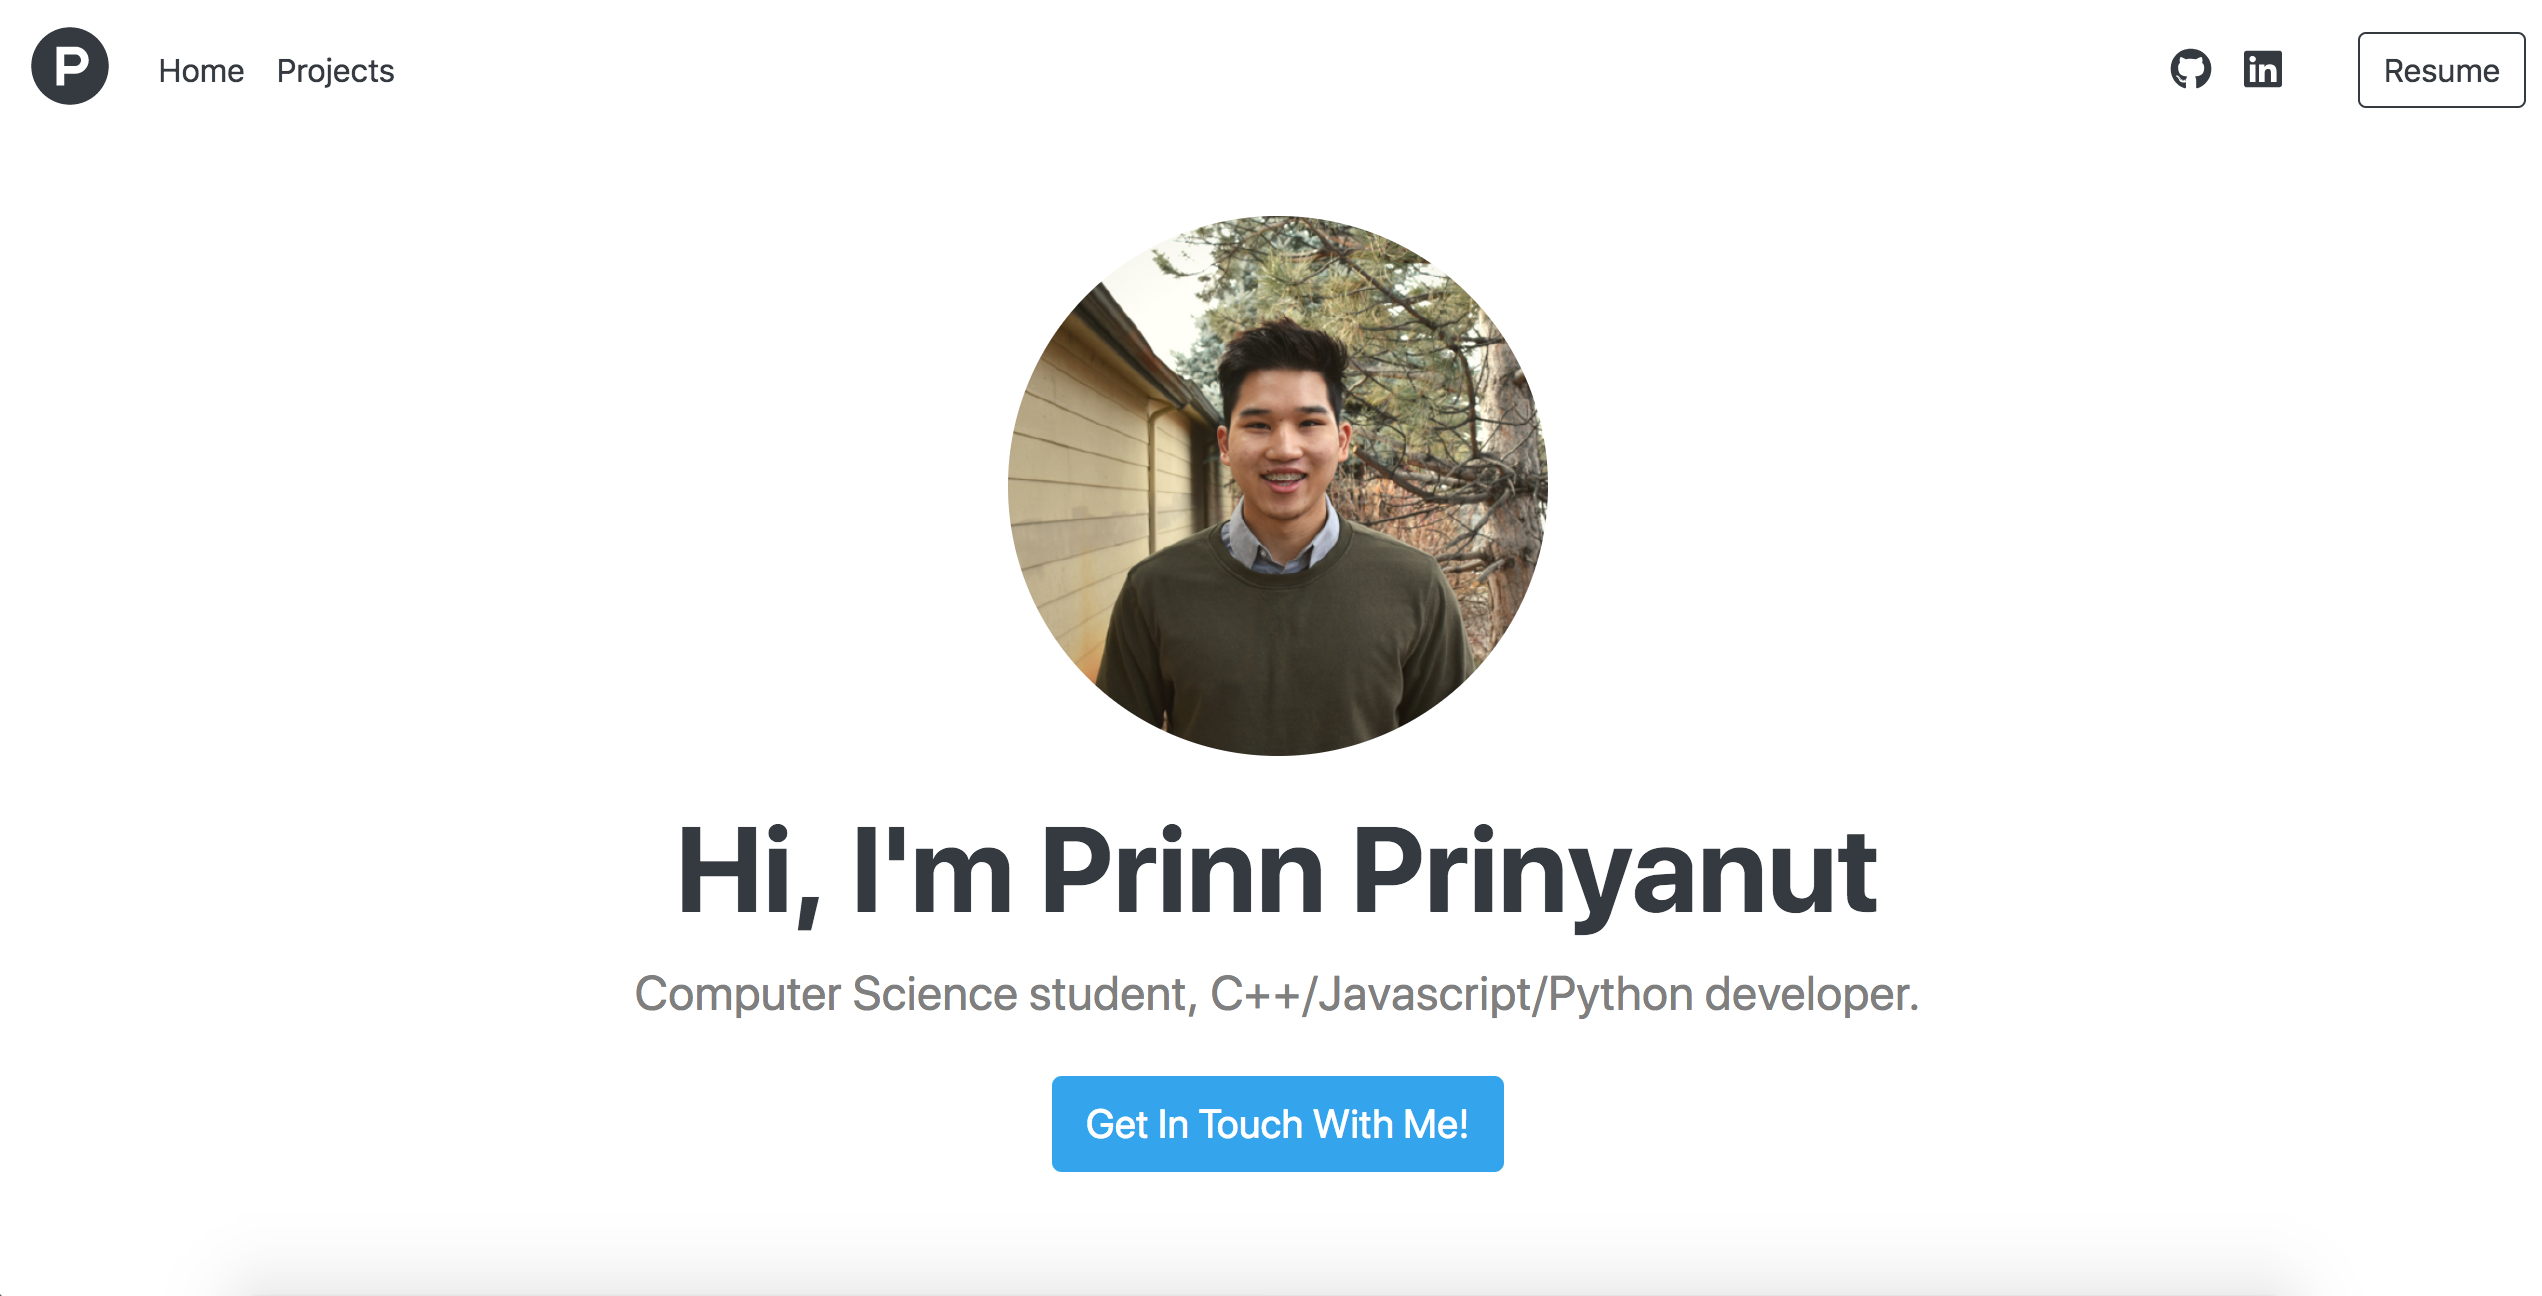 P
Home Projects
in
Resume
Hi, I'm Prinn Prinyanut
Computer Science student, C++/Javascript/Python developer.
Get In Touch With Me!